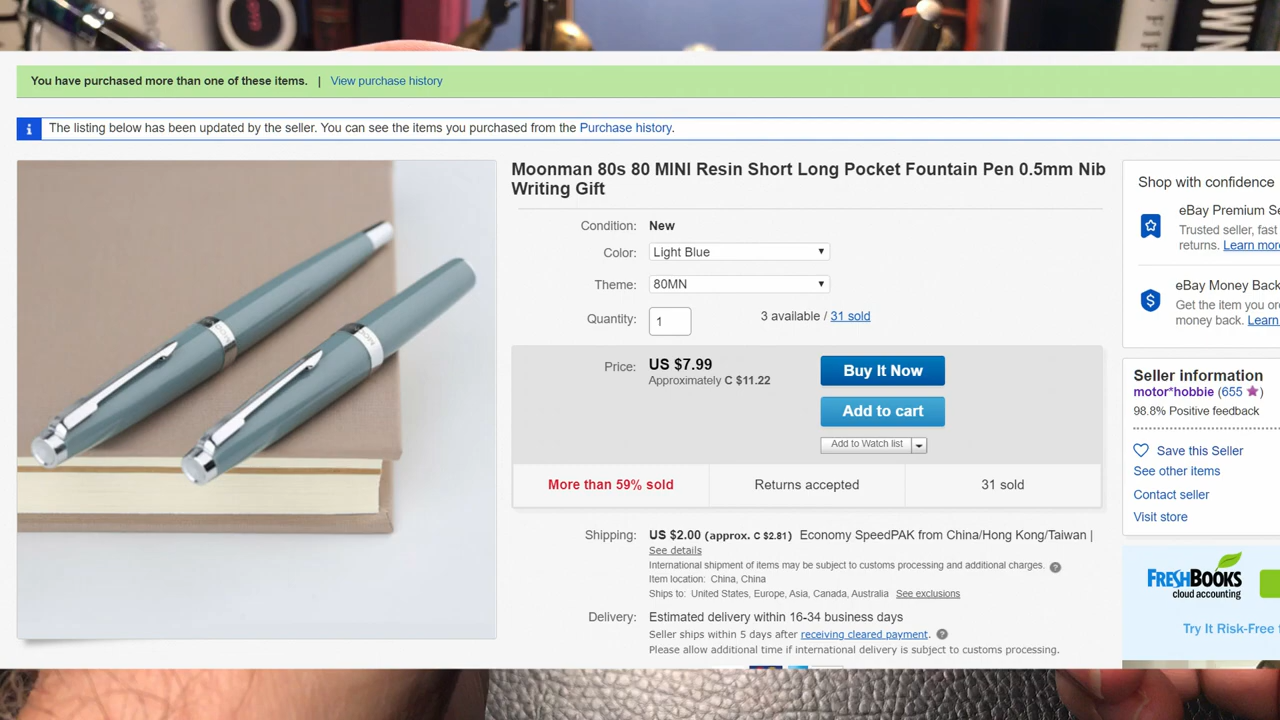 You have purchased more than one of these items. | View purchase history
The listing below has been updated by the seller. You can see the items you purchased from the Purchase history.
Moonman 80s 80 MINI Resin Short Long Pocket Fountain Pen 0.5mm Nib
Writing Gift
Condition: New
Color: Light Blue
Theme: 80MN
Quantity: 1
3 available / 31 sold
Price: US $7.99
Approximately C $11.22
Buy It Now
Add to cart
Add to Watch list
More than 59% sold
Returns accepted
31 sold
Shipping: US $2.00 (approx. C $2.81) Economy SpeedPAK from China/Hong Kong/Taiwan |
See details
International shipment of items may be subject to customs processing and additional charges.
Item location: China, China
Ships to: United States, Europe, Asia, Canada, Australia See exclusions
Delivery: Estimated delivery within 16-34 business days
Seller ships within 5 days after receiving cleared payment.
Please allow additional time if international delivery is subject to customs processing.
Shop with confidence
eBay Premium Se
Trusted seller, fast
returns. Learn more
eBay Money Back
Get the item you or
money back. Learn
Seller information
motor*hobbie (655 )
98.8% Positive feedback
Save this Seller
See other items
Contact seller
Visit store
FRESHBOOKS
cloud accounting
Try It Risk-Free f